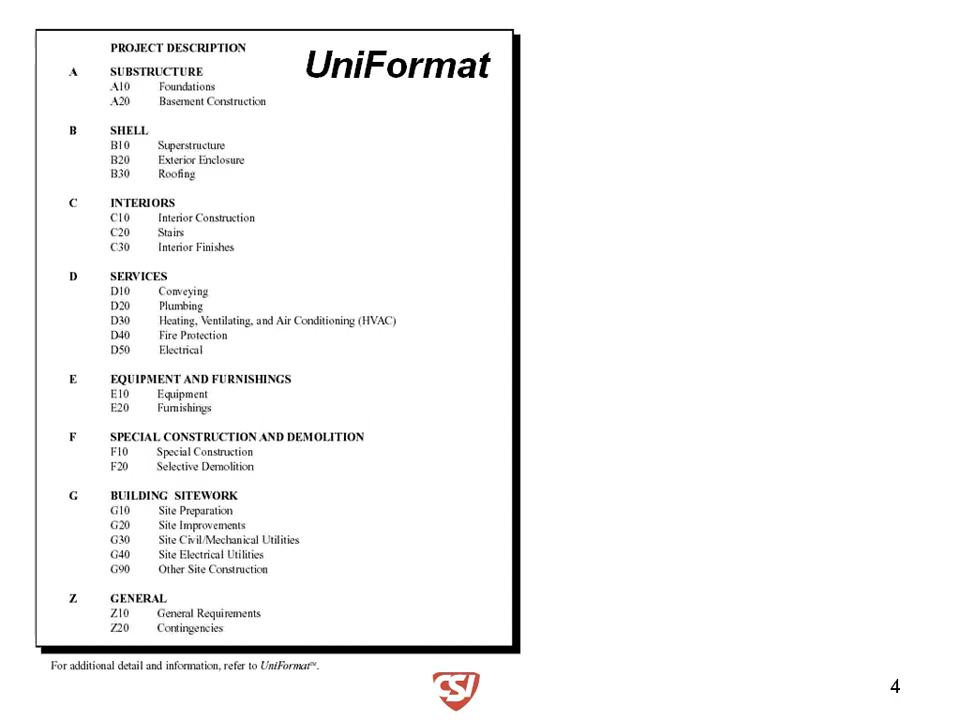 PROJECT DESCRIPTION
UniFormat
A SUBSTRUCTURE
A10 Foundations
A20 Basement Construction
B SHELL
B10 Superstructure
B20 Exterior Enclosure
B30 Roofing
C INTERIORS
C10 Interior Construction
C20 Stairs
C30 Interior Finishes
D SERVICES
D10 Conveying
D20 Plumbing
D30 Heating, Ventilating, and Air Conditioning (HVAC)
D40 Fire Protection
D50 Electrical
E EQUIPMENT AND FURNISHINGS
E10 Equipment
E20 Furnishings
F SPECIAL CONSTRUCTION AND DEMOLITION
F10 Special Construction
F20 Selective Demolition
G BUILDING SITEWORK
G10 Site Preparation
G20 Site Improvements
G30 Site Civil/Mechanical Utilities
G40 Site Electrical Utilities
G90 Other Site Construction
Z GENERAL
Z10 General Requirements
Z20 Contingencies
For additional detail and information, refer to UniFormat™.
CSI
4